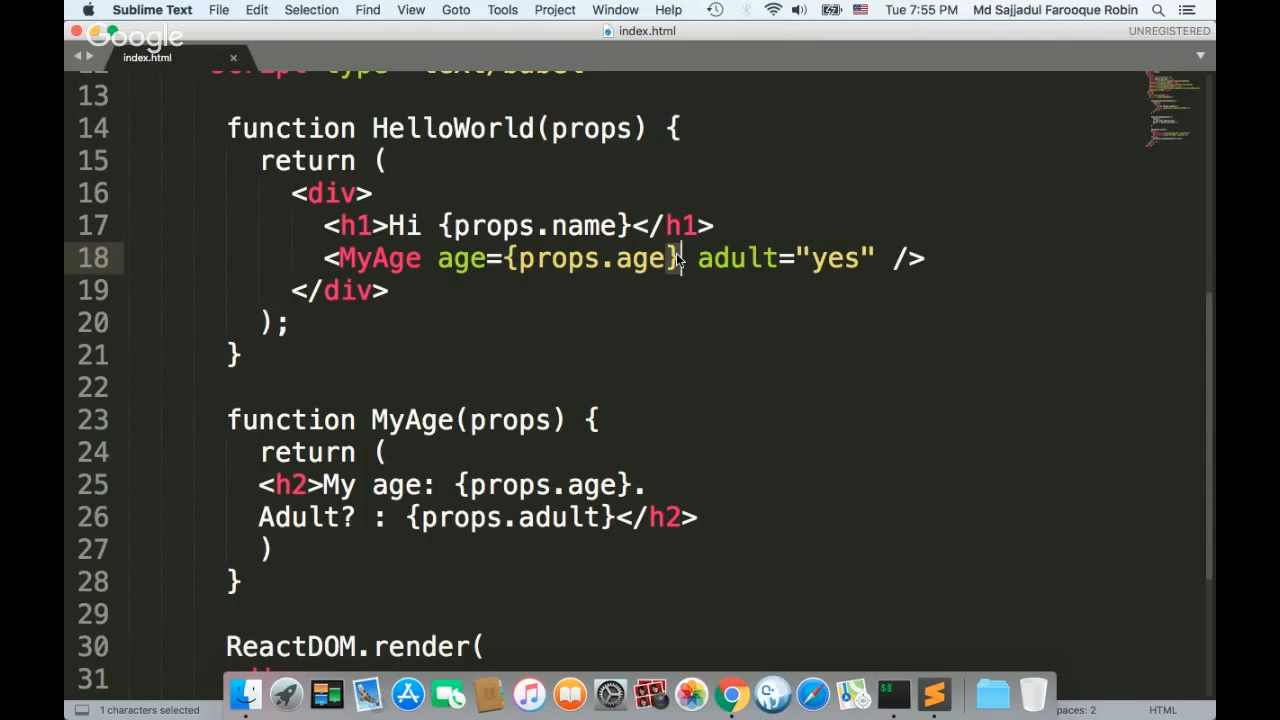 Sublime Text File Edit Selection Find View Goto Tools Project Window Help Tue 7:55 PM Md Sajjadul Farooque Robin
index.html UNREGISTERED
Google
index.html
13
14 function HelloWorld(props) {
15 return (
16 <div>
17 <h1>Hi {props.name}</h1>
18 <MyAge age={props.age} adult="yes" />
19 </div>
20 );
21 }
22
23 function MyAge(props) {
24 return (
25 <h2>My age: {props.age}.
26 Adult? : {props.adult}</h2>
27 )
28 }
29
30 ReactDOM.render(
31
1 characters selected paces: 2 HTML